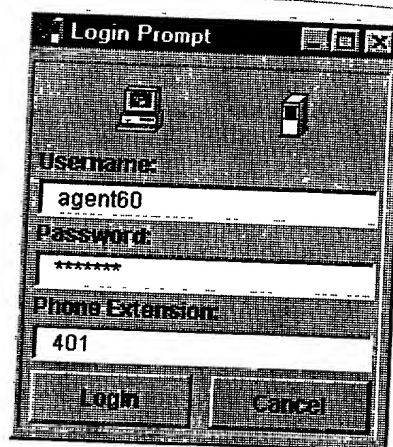 Login Prompt
Username:
agent60
Password:
*******
Phone Extension:
401
Login Cancel